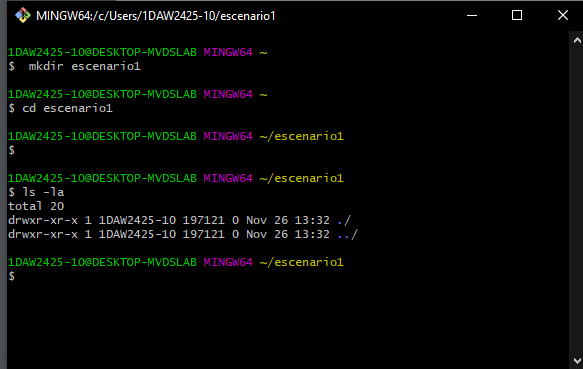 MINGW64:/c/Users/1DAW2425-10/escenario1
1DAW2425-10@DESKTOP-MVDSLAB MINGW64 ~
$  mkdir escenario1
1DAW2425-10@DESKTOP-MVDSLAB MINGW64 ~
$ cd escenario1
1DAW2425-10@DESKTOP-MVDSLAB MINGW64 ~/escenario1
$
1DAW2425-10@DESKTOP-MVDSLAB MINGW64 ~/escenario1
$ ls -la
total 20
drwxr-xr-x 1 1DAW2425-10 197121 0 Nov 26 13:32 ./
drwxr-xr-x 1 1DAW2425-10 197121 0 Nov 26 13:32 ../
1DAW2425-10@DESKTOP-MVDSLAB MINGW64 ~/escenario1
$